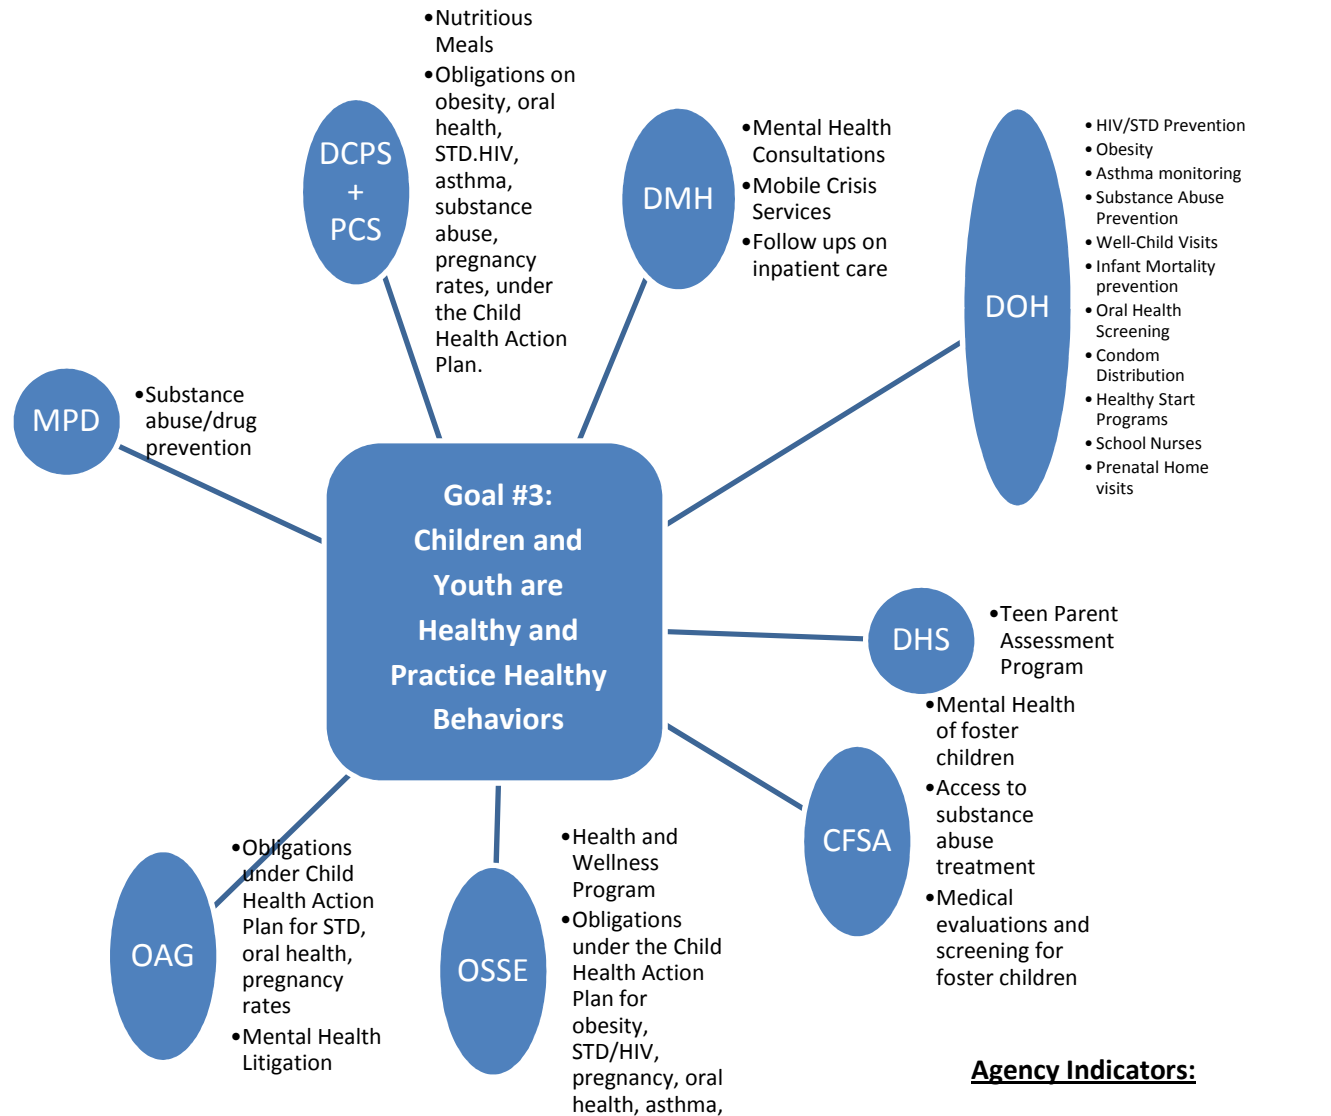 •Nutritious
Meals
•Obligations on
obesity, oral
health,
STD.HIV,
asthma,
substance
abuse,
pregnancy
rates, under
the Child
Health Action
Plan.
DCPS
+
PCS
DMH
•Mental Health
Consultations
•Mobile Crisis
Services
•Follow ups on
inpatient care
DOH
•HIV/STD Prevention
•Obesity
•Asthma monitoring
•Substance Abuse
Prevention
•Well-Child Visits
•Infant Mortality
prevention
•Oral Health
Screening
•Condom
Distribution
•Healthy Start
Programs
•School Nurses
•Prenatal Home
visits
MPD
•Substance
abuse/drug
prevention
Goal #3:
Children and
Youth are
Healthy and
Practice Healthy
Behaviors
DHS
•Teen Parent
Assessment
Program
CFSA
•Mental Health
of foster
children
•Access to
substance
abuse
treatment
•Medical
evaluations and
screening for
foster children
OAG
•Obligations
under Child
Health Action
Plan for STD,
oral health,
pregnancy
rates
•Mental Health
Litigation
OSSE
•Health and
Wellness
Program
•Obligations
under the Child
Health Action
Plan for
obesity,
STD/HIV,
pregnancy, oral
health, asthma,
Agency Indicators: